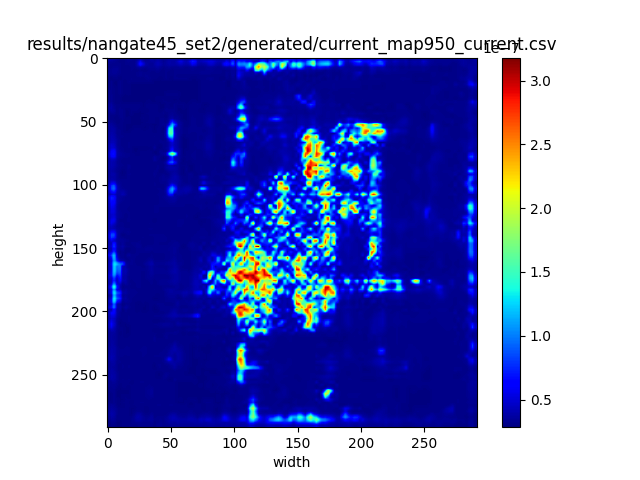 results/nangate45_set2/generated/current_map950_current.csv
1e−7
0
50
100
150
200
250
height
0 50 100 150 200 250
width
3.0
2.5
2.0
1.5
1.0
0.5